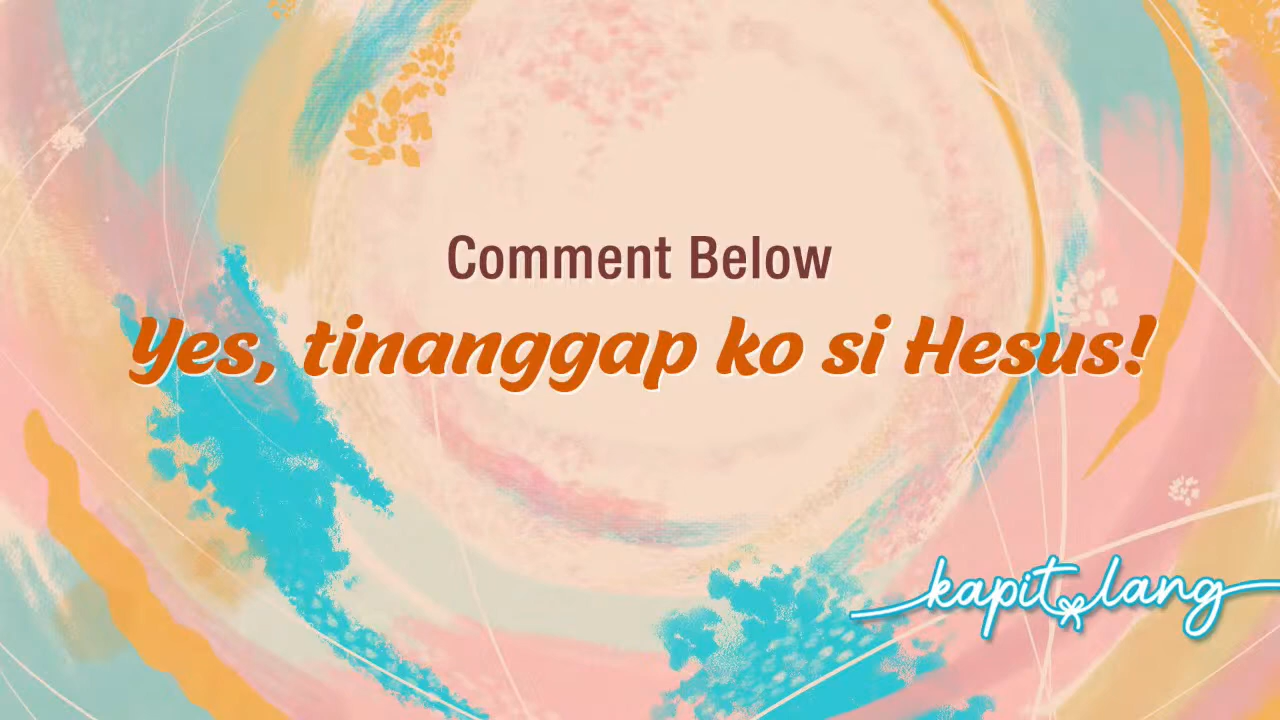 Comment Below
Yes, tinanggap ko si Hesus!
kapit lang